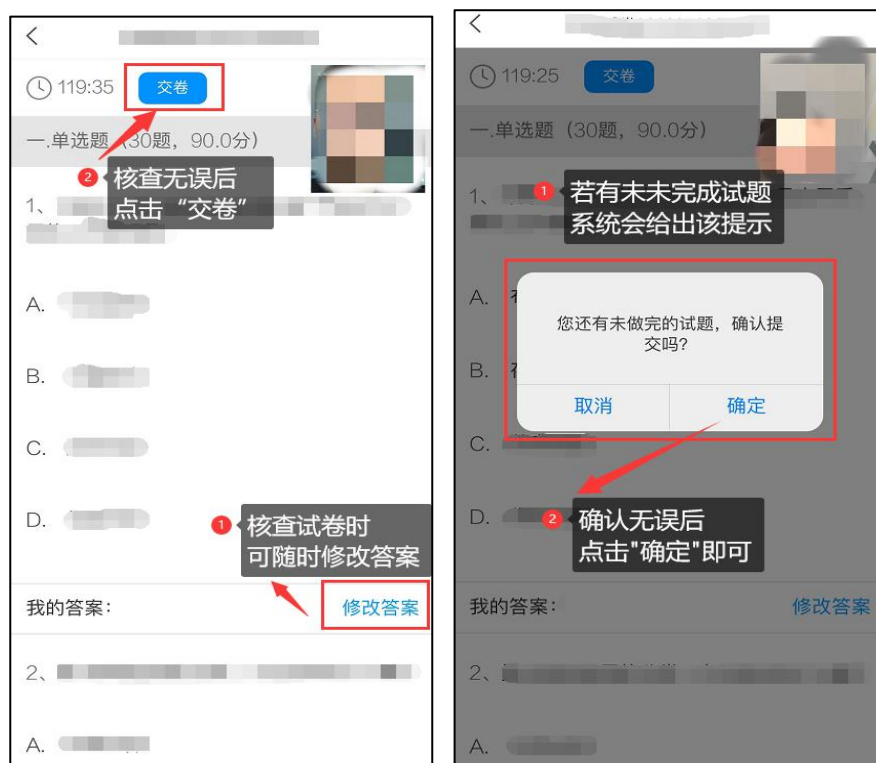 119:35 交卷
一.单选题（30题，90.0分）
2 核查无误后
点击“交卷”
1、
A.
B.
C.
D.
1 核查试卷时
可随时修改答案
我的答案： 修改答案
2、
A.
119:25 交卷
一.单选题（30题，90.0分）
1、
1 若有未未完成试题
系统会给出该提示
A.
您还有未做完的试题，确认提
交吗？
B.
取消 确定
C.
D.
2 确认无误后
点击"确定"即可
我的答案： 修改答案
2、
A.